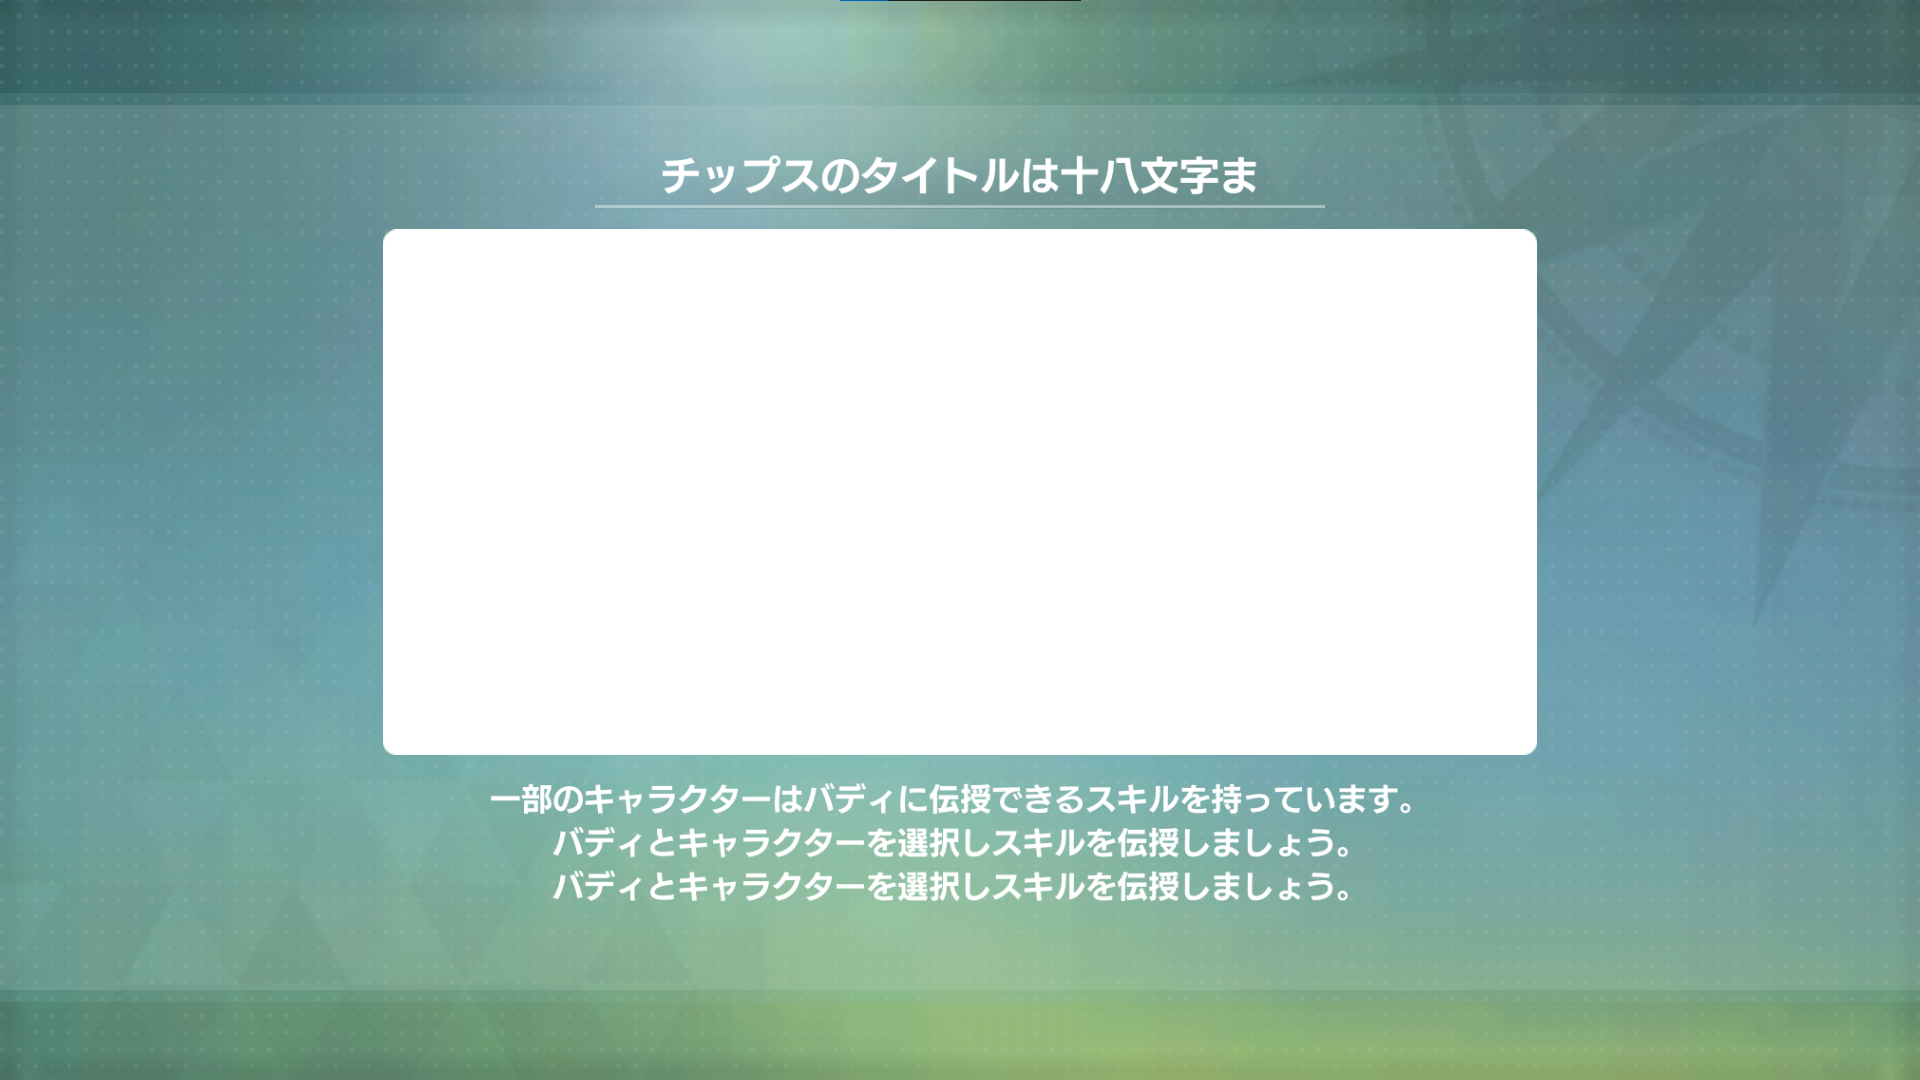 チップスのタイトルは十八文字ま
一部のキャラクターはバディに伝授できるスキルを持っています。
バディとキャラクターを選択しスキルを伝授しましょう。
バディとキャラクターを選択しスキルを伝授しましょう。